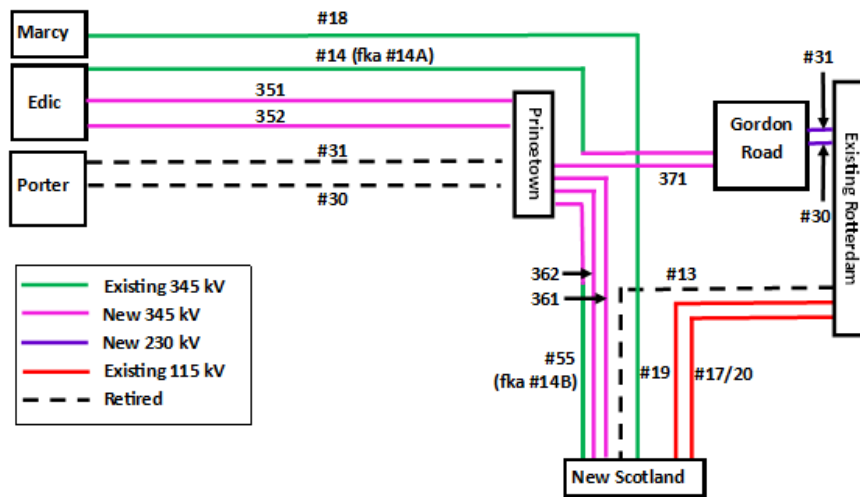 Marcy
#18
#14 (fka #14A)
Edic
351
352
Princetown
#31
Gordon
Road
Existing Rotterdam
#31
Porter
#30
371
#30
Existing 345 kV
New 345 kV
New 230 kV
Existing 115 kV
Retired
362
361
#13
#55
(fka #14B)
#19
#17/20
New Scotland